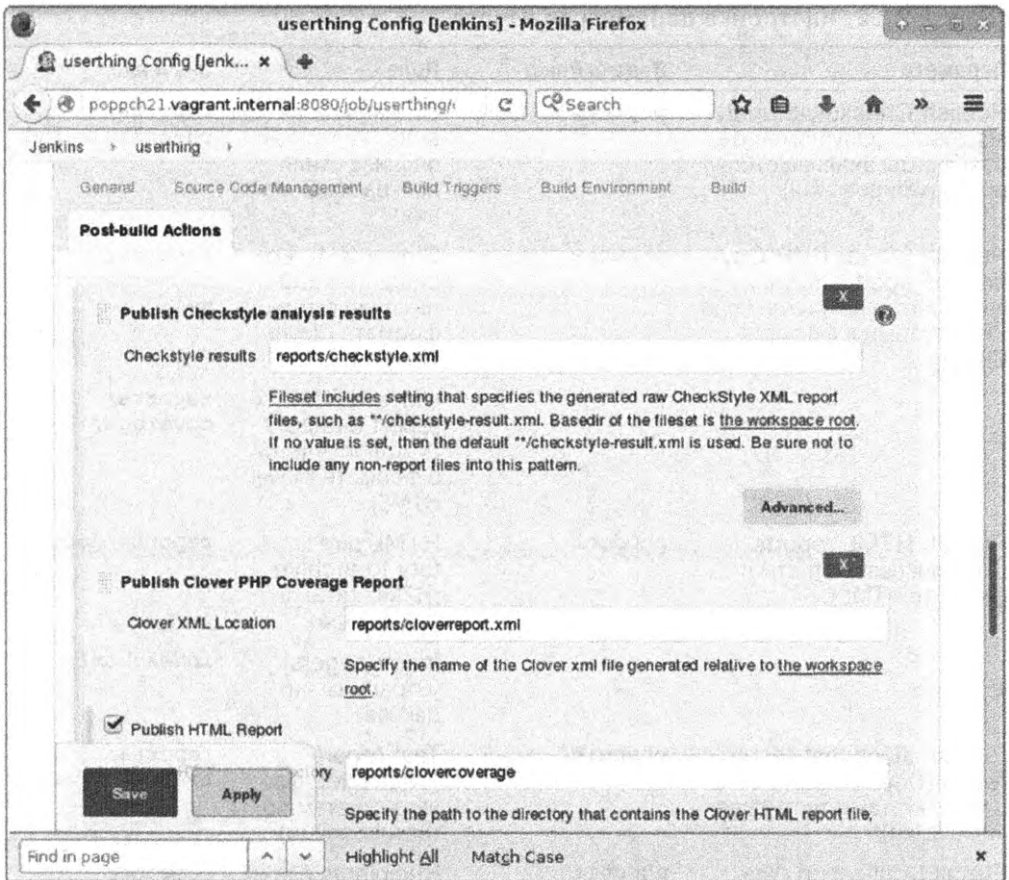 userthing Config [Jenkins] - Mozilla Firefox
userthing Config [Jenk...
poppch21.vagrant.internal:8080/job/userthing/
Search
Jenkins
userthing
General Source Code Management Build Triggers Build Environment Build
Post-build Actions
X
Publish Checkstyle analysis results
Checkstyle results reports/checkstyle.xml
Fileset includes setting that specifies the generated raw CheckStyle XML report
files, such as **/checkstyle-result.xml. Basedir of the fileset is the workspace root.
If no value is set, then the default **/checkstyle-result.xml is used. Be sure not to
include any non-report files into this pattern.
Advanced...
X
Publish Clover PHP Coverage Report
Clover XML Location reports/cloverreport.xml
Specify the name of the Clover xml file generated relative to the workspace
root.
Publish HTML Report
ory reports/clovercoverage
Save Apply
Specify the path to the directory that contains the Clover HTML report file,
Find in page Highlight All Match Case